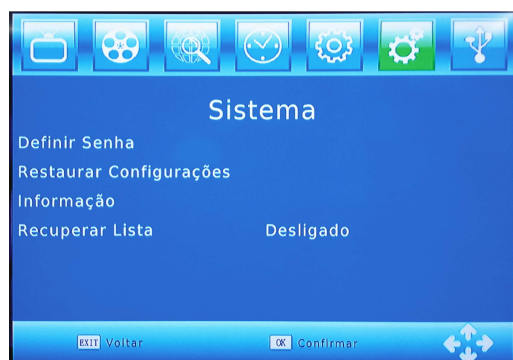 Sistema
Definir Senha
Restaurar Configurações
Informação
Recuperar Lista Desligado
EXIT Voltar OK Confirmar